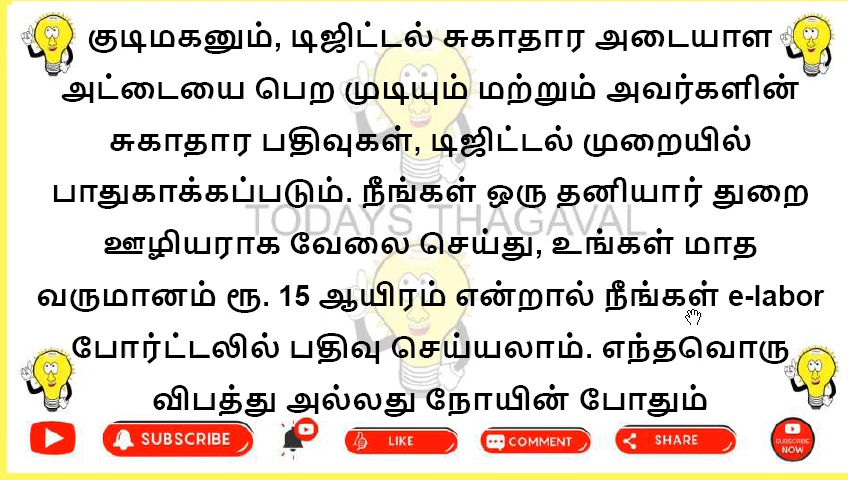 குடிமகனும், டிஜிட்டல் சுகாதார அடையாள
அட்டையை பெற முடியும் மற்றும் அவர்களின்
சுகாதார பதிவுகள், டிஜிட்டல் முறையில்
பாதுகாக்கப்படும். நீங்கள் ஒரு தனியார் துறை
TODAYS THAGAVAL
ஊழியராக வேலை செய்து, உங்கள் மாத
வருமானம் ரூ. 15 ஆயிரம் என்றால் நீங்கள் e-labor
போர்ட்டலில் பதிவு செய்யலாம். எந்தவொரு
விபத்து அல்லது நோயின் போதும்
SUBSCRIBE LIKE COMMENT SHARE SUBSCRIBE NOW